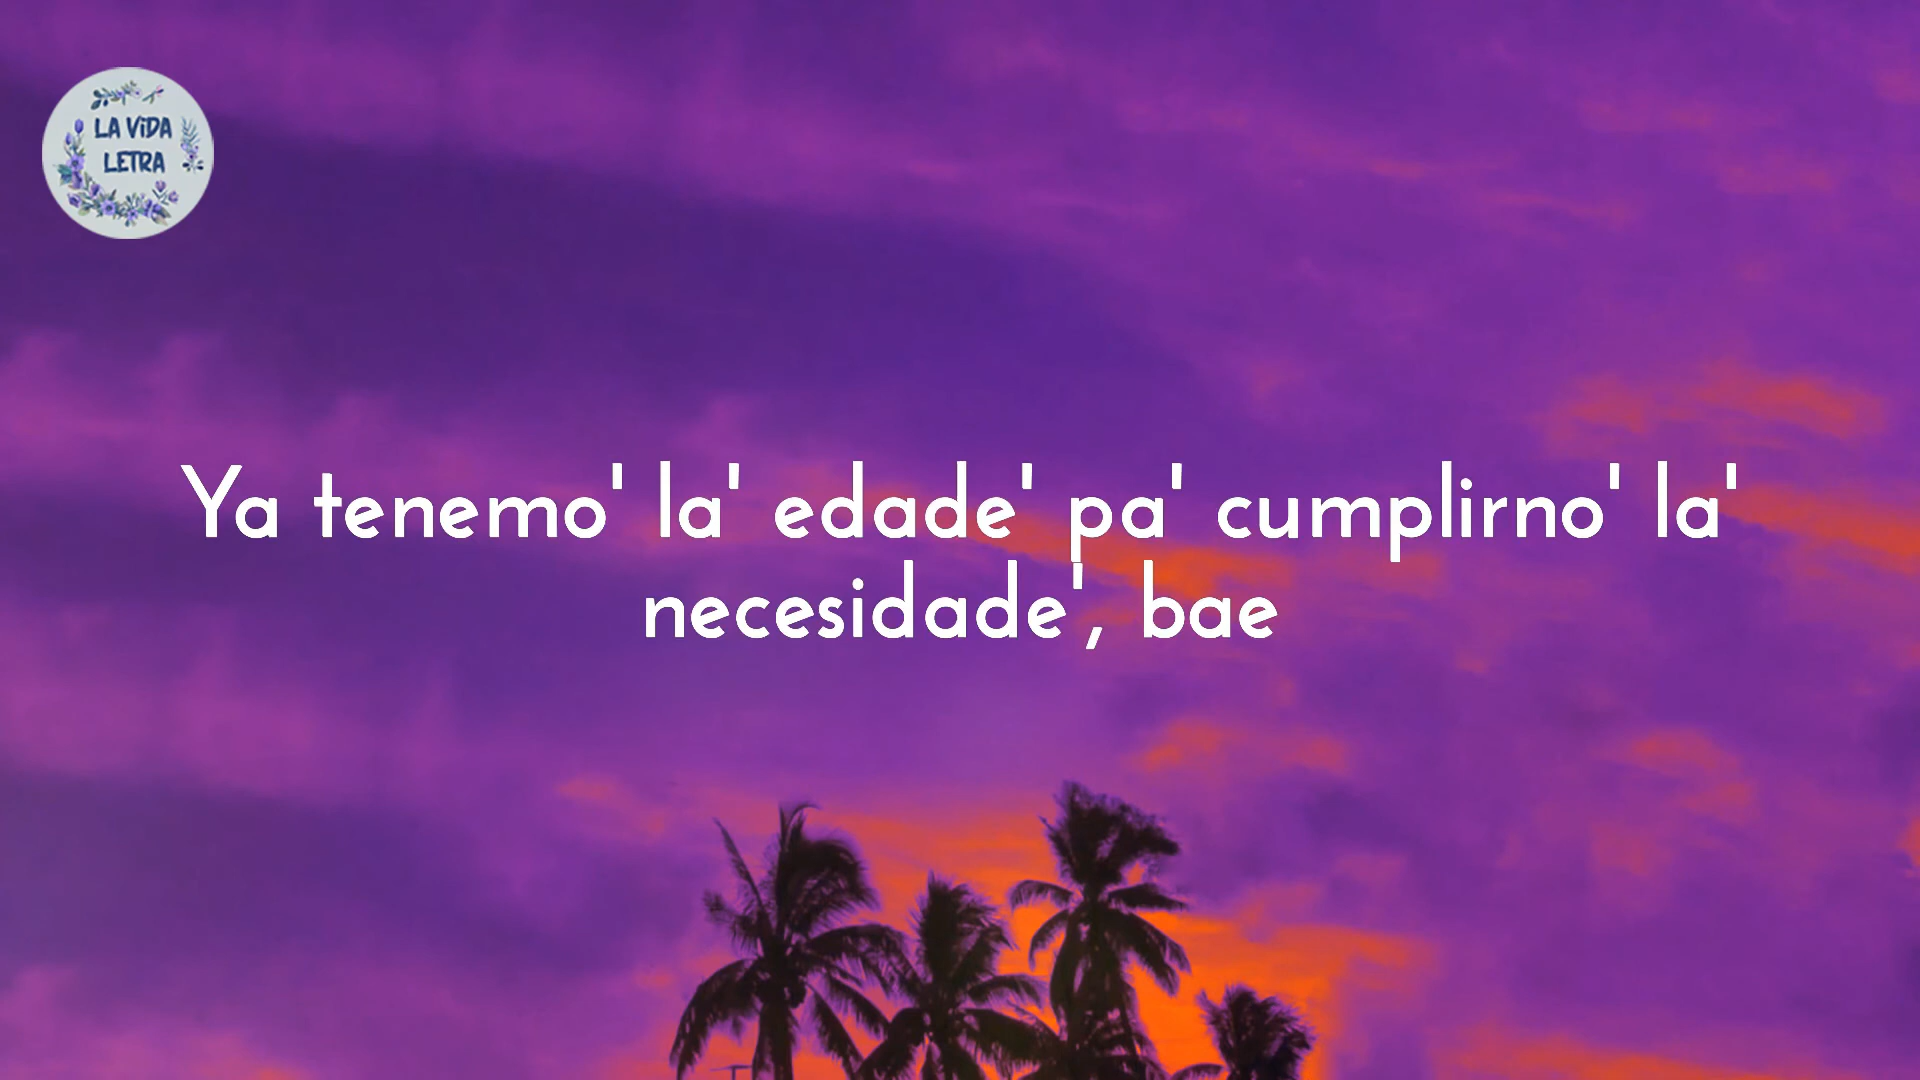 LA ViDA
LETRA
Ya tenemo' la' edade' pa' cumplirno' la'
necesidade', bae